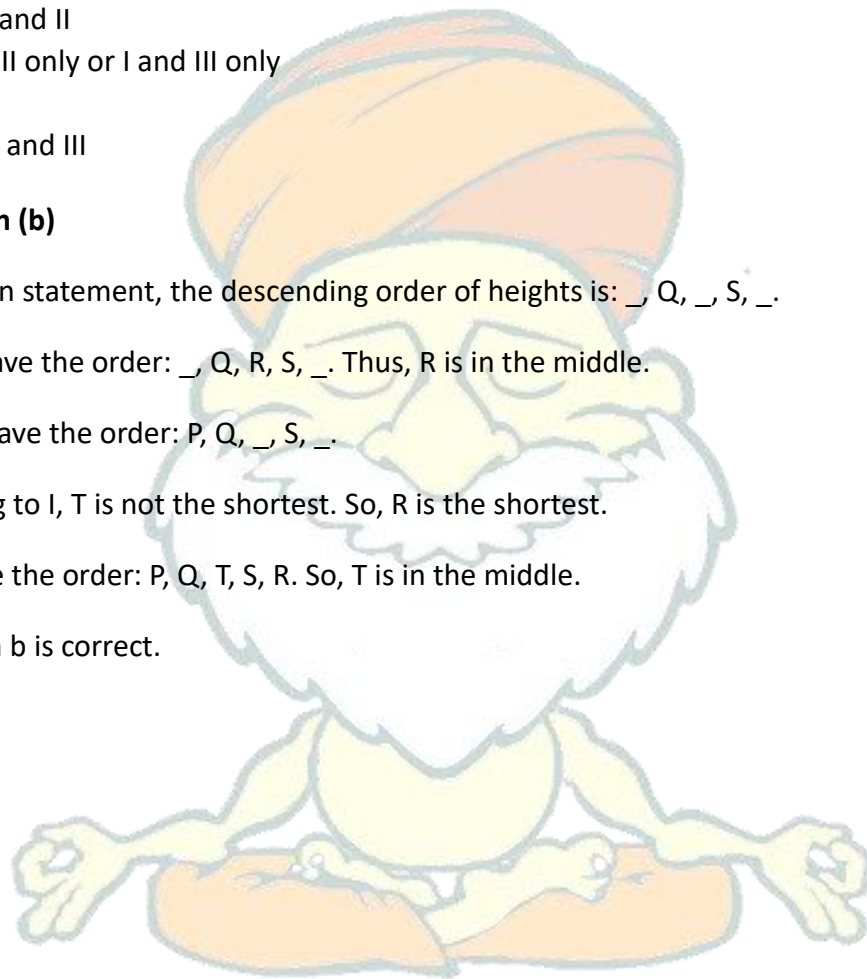 and II
II only or I and III only
and III
n (b)
n statement, the descending order of heights is: _, Q, _, S, _.
ave the order: _, Q, R, S, _. Thus, R is in the middle.
ave the order: P, Q, _, S, _.
g to I, T is not the shortest. So, R is the shortest.
e the order: P, Q, T, S, R. So, T is in the middle.
b is correct.